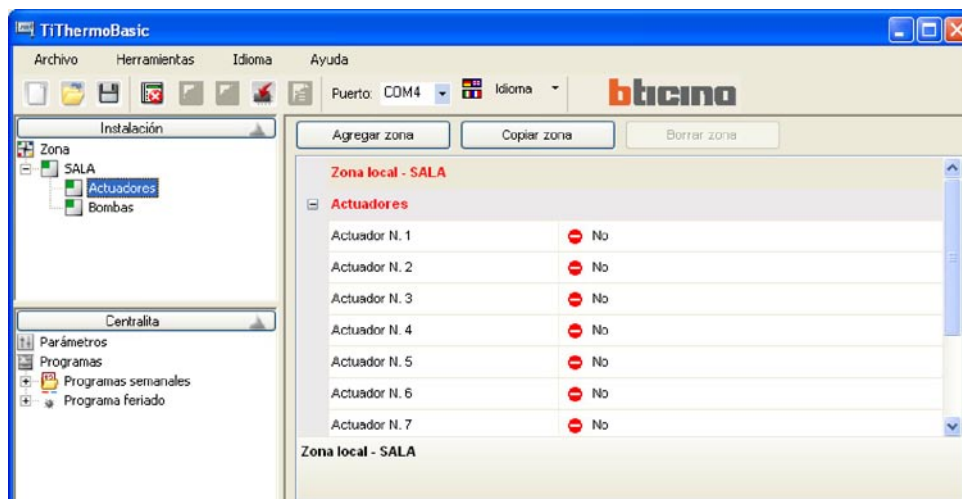 TiThermoBasic
Archivo Herramientas Idioma Ayuda
Puerto: COM4 Idioma bticino
Instalación
Zona
SALA
Actuadores
Bombas
Centralita
Parámetros
Programas
Programas semanales
Programa feriado
Agregar zona Copiar zona Borrar zona
Zona local - SALA
Actuadores
Actuador N. 1 No
Actuador N. 2 No
Actuador N. 3 No
Actuador N. 4 No
Actuador N. 5 No
Actuador N. 6 No
Actuador N. 7 No
Zona local - SALA